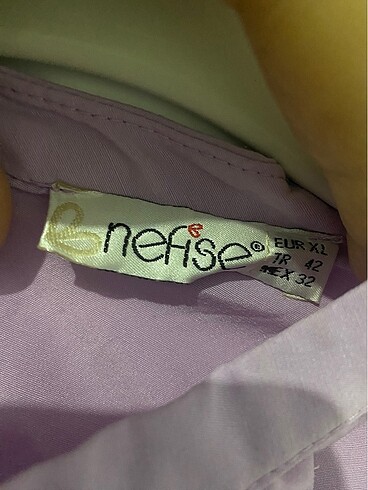 nefise®
EUR XL
TR 42
MEX 32